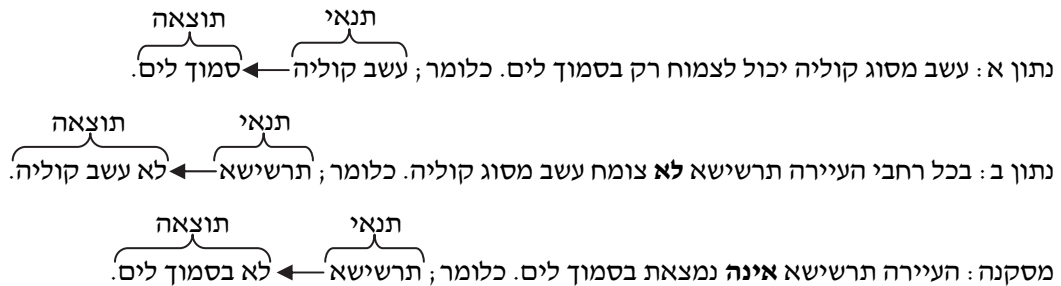 תנאי תוצאה
נתון א: עשב מסוג קוליה יכול לצמוח רק בסמוך לים. כלומר; עשב קוליה ← סמוך לים.
תנאי תוצאה
נתון ב: בכל רחבי העיירה תרשישא לא צומח עשב מסוג קוליה. כלומר; תרשישא ← לא עשב קוליה.
תנאי תוצאה
מסקנה: העיירה תרשישא אינה נמצאת בסמוך לים. כלומר; תרשישא ← לא בסמוך לים.